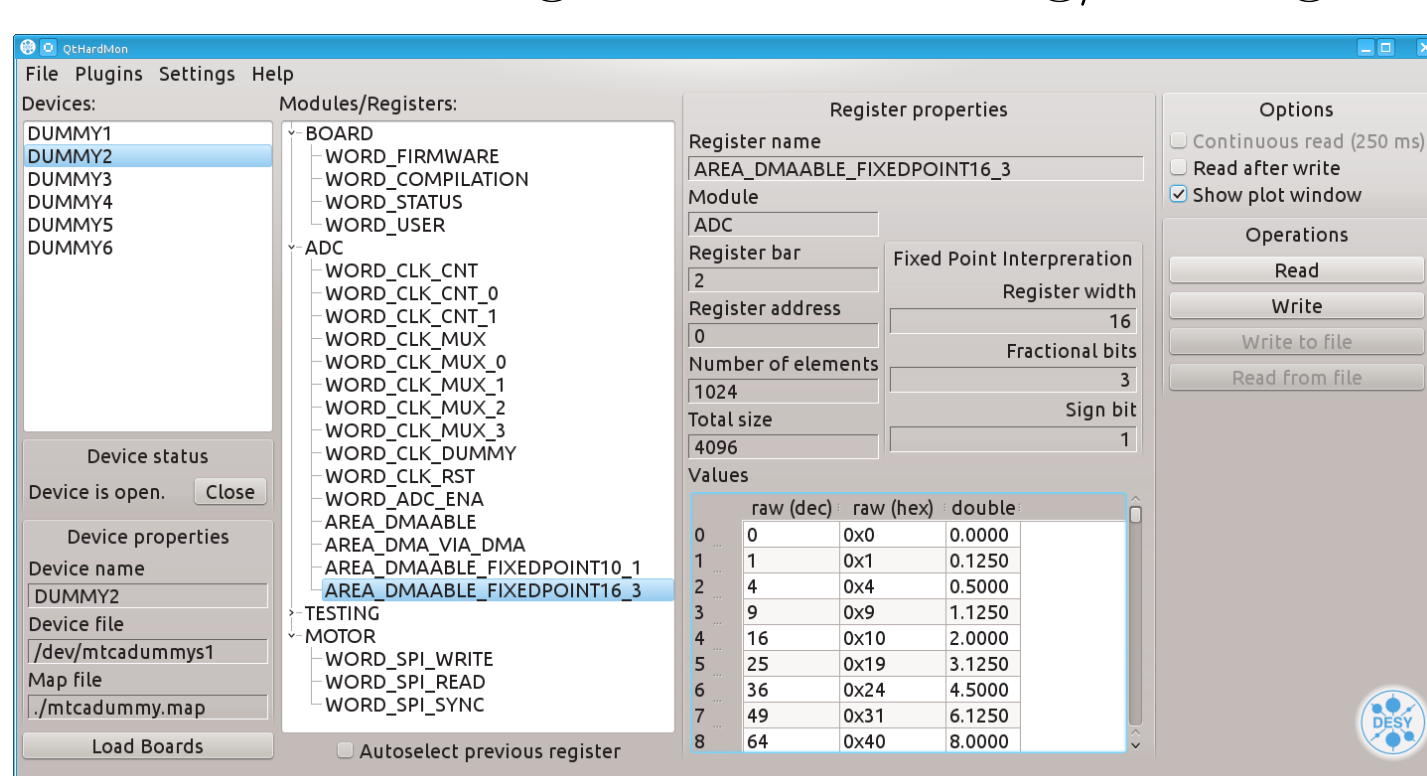 QtHardMon
File Plugins Settings Help
Devices:
DUMMY1
DUMMY2
DUMMY3
DUMMY4
DUMMY5
DUMMY6
Device status
Device is open. Close
Device properties
Device name
DUMMY2
Device file
/dev/mtcadummys1
Map file
./mtcadummy.map
Load Boards
Modules/Registers:
BOARD
WORD_FIRMWARE
WORD_COMPILATION
WORD_STATUS
WORD_USER
ADC
WORD_CLK_CNT
WORD_CLK_CNT_0
WORD_CLK_CNT_1
WORD_CLK_MUX
WORD_CLK_MUX_0
WORD_CLK_MUX_1
WORD_CLK_MUX_2
WORD_CLK_MUX_3
WORD_CLK_DUMMY
WORD_CLK_RST
WORD_ADC_ENA
AREA_DMAABLE
AREA_DMA_VIA_DMA
AREA_DMAABLE_FIXEDPOINT10_1
AREA_DMAABLE_FIXEDPOINT16_3
TESTING
MOTOR
WORD_SPI_WRITE
WORD_SPI_READ
WORD_SPI_SYNC
Autoselect previous register
Register properties
Register name
AREA_DMAABLE_FIXEDPOINT16_3
Module
ADC
Register bar
2
Register address
0
Number of elements
1024
Total size
4096
Fixed Point Interpreration
Register width
16
Fractional bits
3
Sign bit
1
Values
raw (dec) raw (hex) double
0 ... 0 0x0 0.0000
1 ... 1 0x1 0.1250
2 ... 4 0x4 0.5000
3 ... 9 0x9 1.1250
4 ... 16 0x10 2.0000
5 ... 25 0x19 3.1250
6 ... 36 0x24 4.5000
7 ... 49 0x31 6.1250
8 64 0x40 8.0000
Options
Continuous read (250 ms)
Read after write
Show plot window
Operations
Read
Write
Write to file
Read from file
DESY